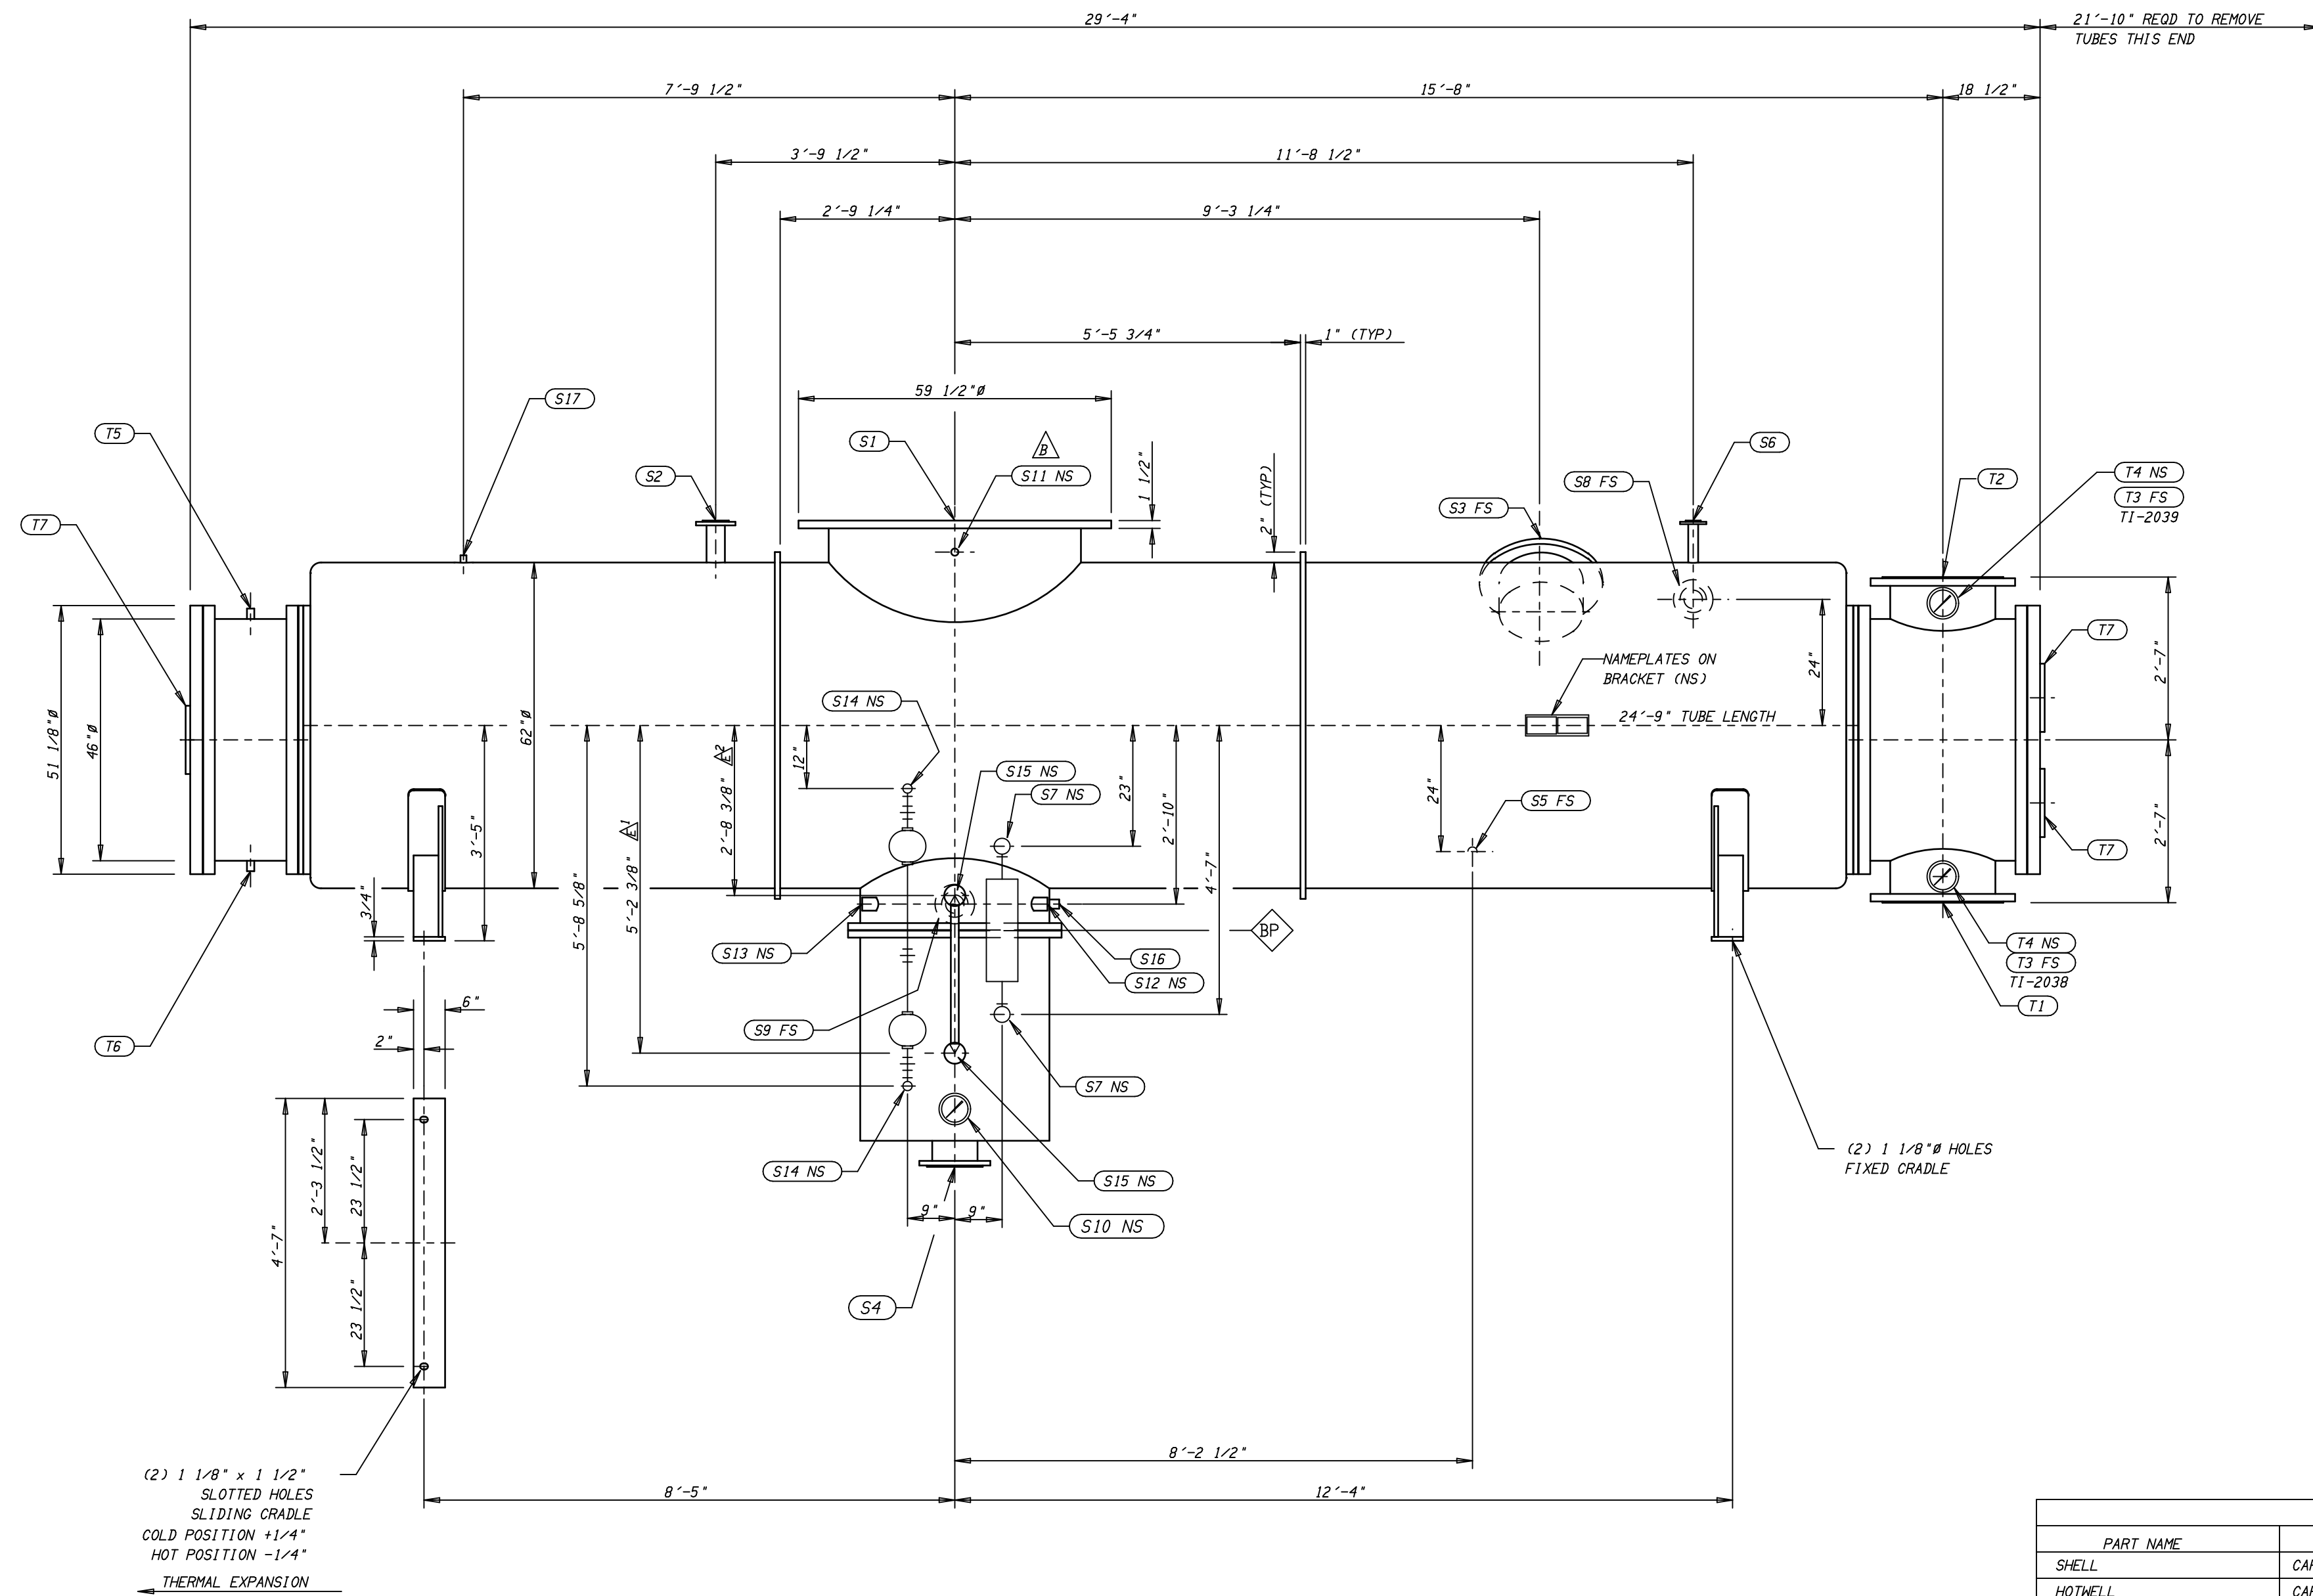 29´-4"
21´-10" REQD TO REMOVE
TUBES THIS END
7´-9 1/2"
15´-8"
18 1/2"
3´-9 1/2"
11´-8 1/2"
2´-9 1/4"
9´-3 1/4"
5´-5 3/4"
1" (TYP)
59 1/2"Ø
S17
T5
S1
B
S11 NS
S2
1 1/2"
2" (TYP)
S6
S8 FS
S3 FS
T2
T4 NS
T3 FS
TI-2039
T7
T7
NAMEPLATES ON
BRACKET (NS)
24"
2´-7"
24´-9" TUBE LENGTH
S14 NS
51 1/8"Ø
46"Ø
62"Ø
3´-5"
3/4"
5´-8 5/8"
5´-2 3/8"
E1
2´-8 3/8"
E2
12"
S15 NS
S7 NS
23"
2´-10"
4´-7"
24"
S5 FS
2´-7"
T7
BP
S13 NS
S16
S12 NS
T4 NS
T3 FS
TI-2038
T1
6"
2"
S9 FS
T6
S7 NS
(2) 1 1/8"Ø HOLES
FIXED CRADLE
S14 NS
S15 NS
2´-3 1/2"
23 1/2"
4´-7"
23 1/2"
9"
9"
S10 NS
S4
8´-2 1/2"
8´-5"
12´-4"
(2) 1 1/8" x 1 1/2"
SLOTTED HOLES
SLIDING CRADLE
COLD POSITION +1/4"
HOT POSITION -1/4"
THERMAL EXPANSION
PART NAME
SHELL
HOTWELL